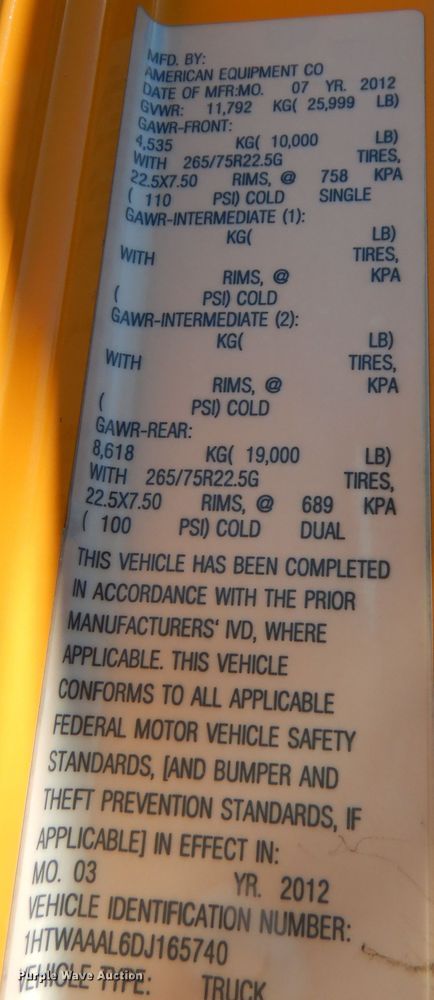 MFD. BY:
AMERICAN EQUIPMENT CO
DATE OF MFR:MO. 07 YR. 2012
GVWR: 11,792 KG( 25,999 LB)
GAWR-FRONT:
4,535 KG( 10,000 LB)
WITH 265/75R22.5G TIRES,
22.5X7.50 RIMS, @ 758 KPA
( 110 PSI) COLD SINGLE
GAWR-INTERMEDIATE (1):
KG( LB)
WITH TIRES,
RIMS, @ KPA
( PSI) COLD
GAWR-INTERMEDIATE (2):
KG( LB)
WITH TIRES,
RIMS, @ KPA
( PSI) COLD
GAWR-REAR:
8,618 KG( 19,000 LB)
WITH 265/75R22.5G TIRES,
22.5X7.50 RIMS, @ 689 KPA
( 100 PSI) COLD DUAL
THIS VEHICLE HAS BEEN COMPLETED
IN ACCORDANCE WITH THE PRIOR
MANUFACTURERS' IVD, WHERE
APPLICABLE. THIS VEHICLE
CONFORMS TO ALL APPLICABLE
FEDERAL MOTOR VEHICLE SAFETY
STANDARDS, [AND BUMPER AND
THEFT PREVENTION STANDARDS, IF
APPLICABLE] IN EFFECT IN:
MO. 03 YR. 2012
VEHICLE IDENTIFICATION NUMBER:
1HTWAAAL6DJ165740
VEHICLE TYPE: TRUCK
Purple Wave Auction